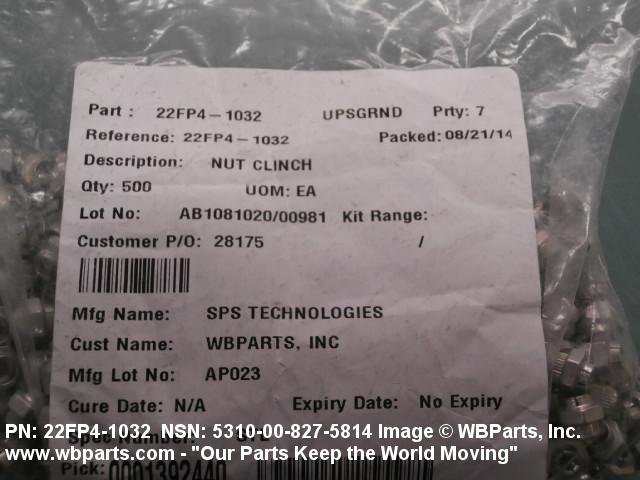 Part : 22FP4-1032 UPSGRND Prty: 7
Reference: 22FP4-1032 Packed: 08/21/14
Description: NUT CLINCH
Qty: 500 UOM: EA
Lot No: AB1081020/00981 Kit Range:
Customer P/O: 28175 /
Mfg Name: SPS TECHNOLOGIES
Cust Name: WBPARTS, INC
Mfg Lot No: AP023
Cure Date: N/A Expiry Date: No Expiry
PN: 22FP4-1032 NSN: 5310-00-827-5814 Image © WBParts, Inc.
www.wbparts.com - "Our Parts Keep the World Moving"
Pick: 0001392440